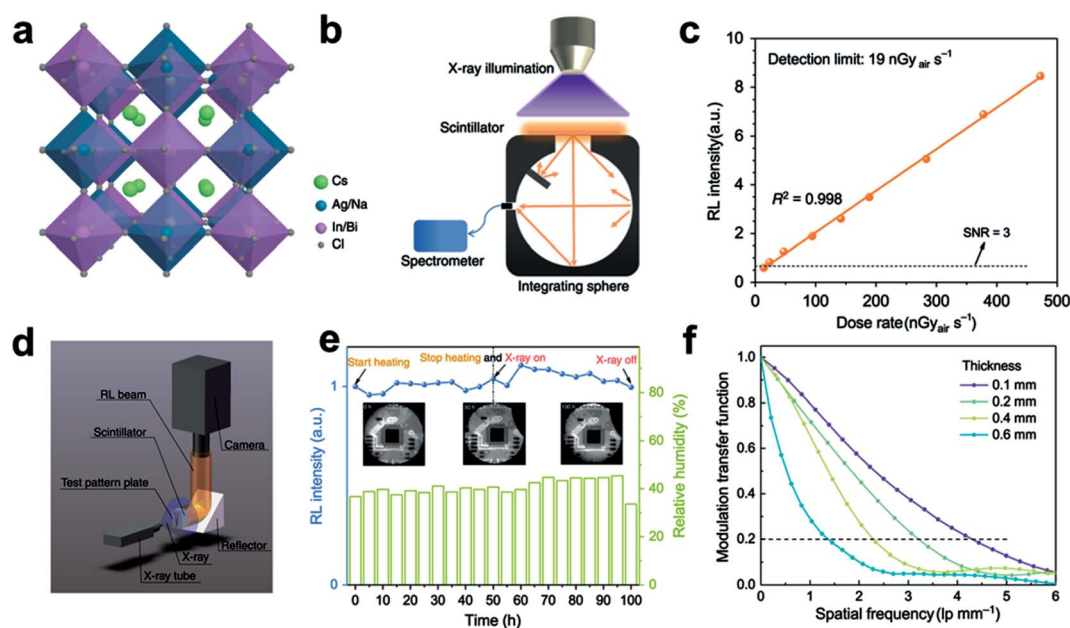 a
Cs
Ag/Na
In/Bi
Cl
b
X-ray illumination
Scintillator
Spectrometer
Integrating sphere
c
Detection limit: 19 nGy air s⁻¹
R² = 0.998
SNR = 3
RL intensity(a.u.)
10
8
6
4
2
0
0 100 200 300 400 500
Dose rate(nGyair s⁻¹)
d
RL beam
Scintillator
Camera
Test pattern plate
Reflector
X-ray
X-ray tube
e
Start heating
Stop heating and X-ray on
X-ray off
RL intensity (a.u.)
1
0
Relative humidity (%)
80
60
40
20
0
0 h
50 h
100 h
0 10 20 30 40 50 60 70 80 90 100
Time (h)
f
Thickness
0.1 mm
0.2 mm
0.4 mm
0.6 mm
Modulation transfer function
1.0
0.8
0.6
0.4
0.2
0.0
0 1 2 3 4 5 6
Spatial frequency(lp mm⁻¹)